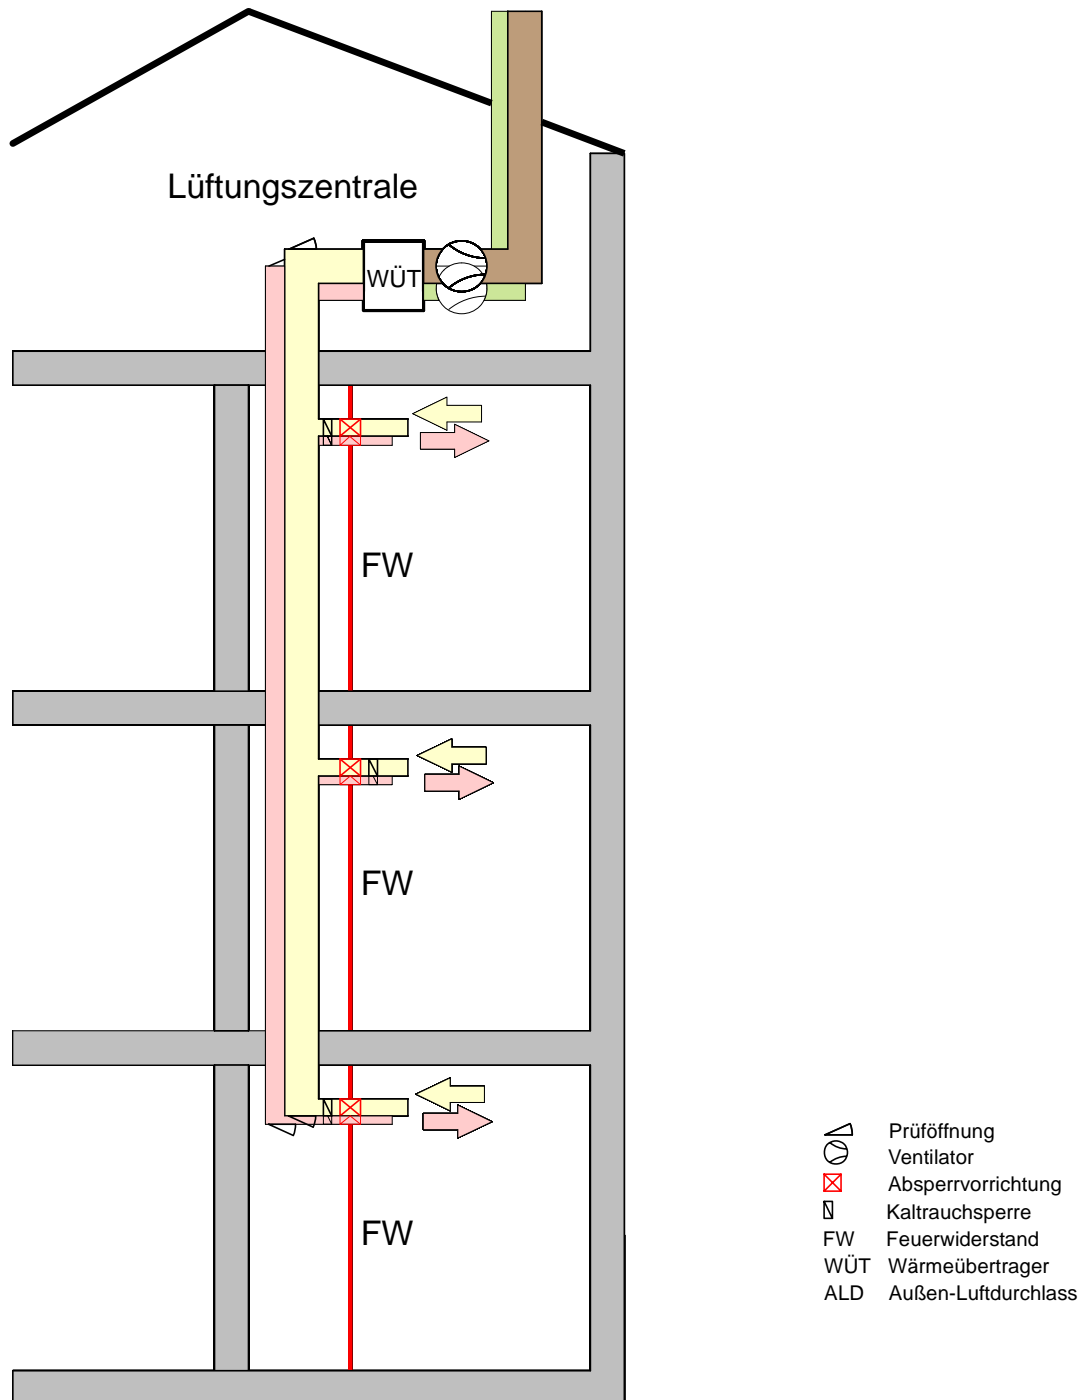 Lüftungszentrale
WÜT
FW
FW
FW
Prüföffnung
Ventilator
Absperrvorrichtung
Kaltrauchsperre
FW Feuerwiderstand
WÜT Wärmeübertrager
ALD Außen-Luftdurchlass